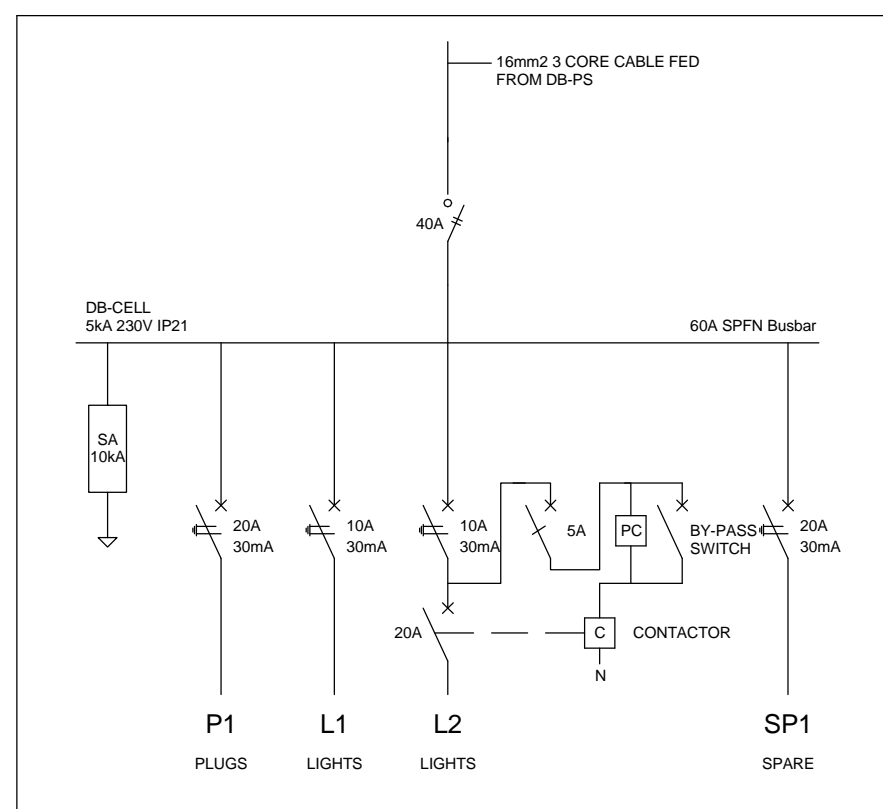 16mm2 3 CORE CABLE FED
FROM DB-PS
40A
DB-CELL
5kA 230V IP21
60A SPFN Busbar
SA
10kA
20A
30mA
10A
30mA
10A
30mA
5A
PC
BY-PASS
SWITCH
20A
30mA
20A
C
CONTACTOR
N
P1
L1
L2
SP1
PLUGS
LIGHTS
LIGHTS
SPARE